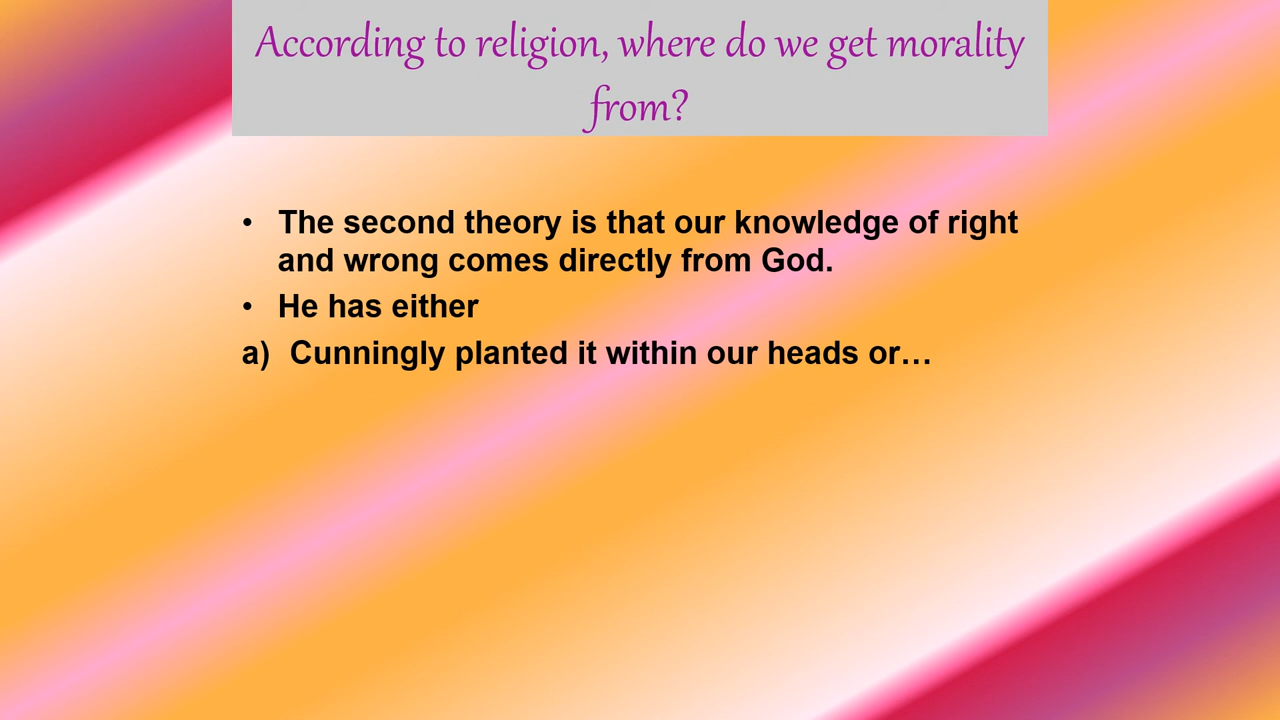 According to religion, where do we get morality
from?
• The second theory is that our knowledge of right
and wrong comes directly from God.
• He has either
a) Cunningly planted it within our heads or…